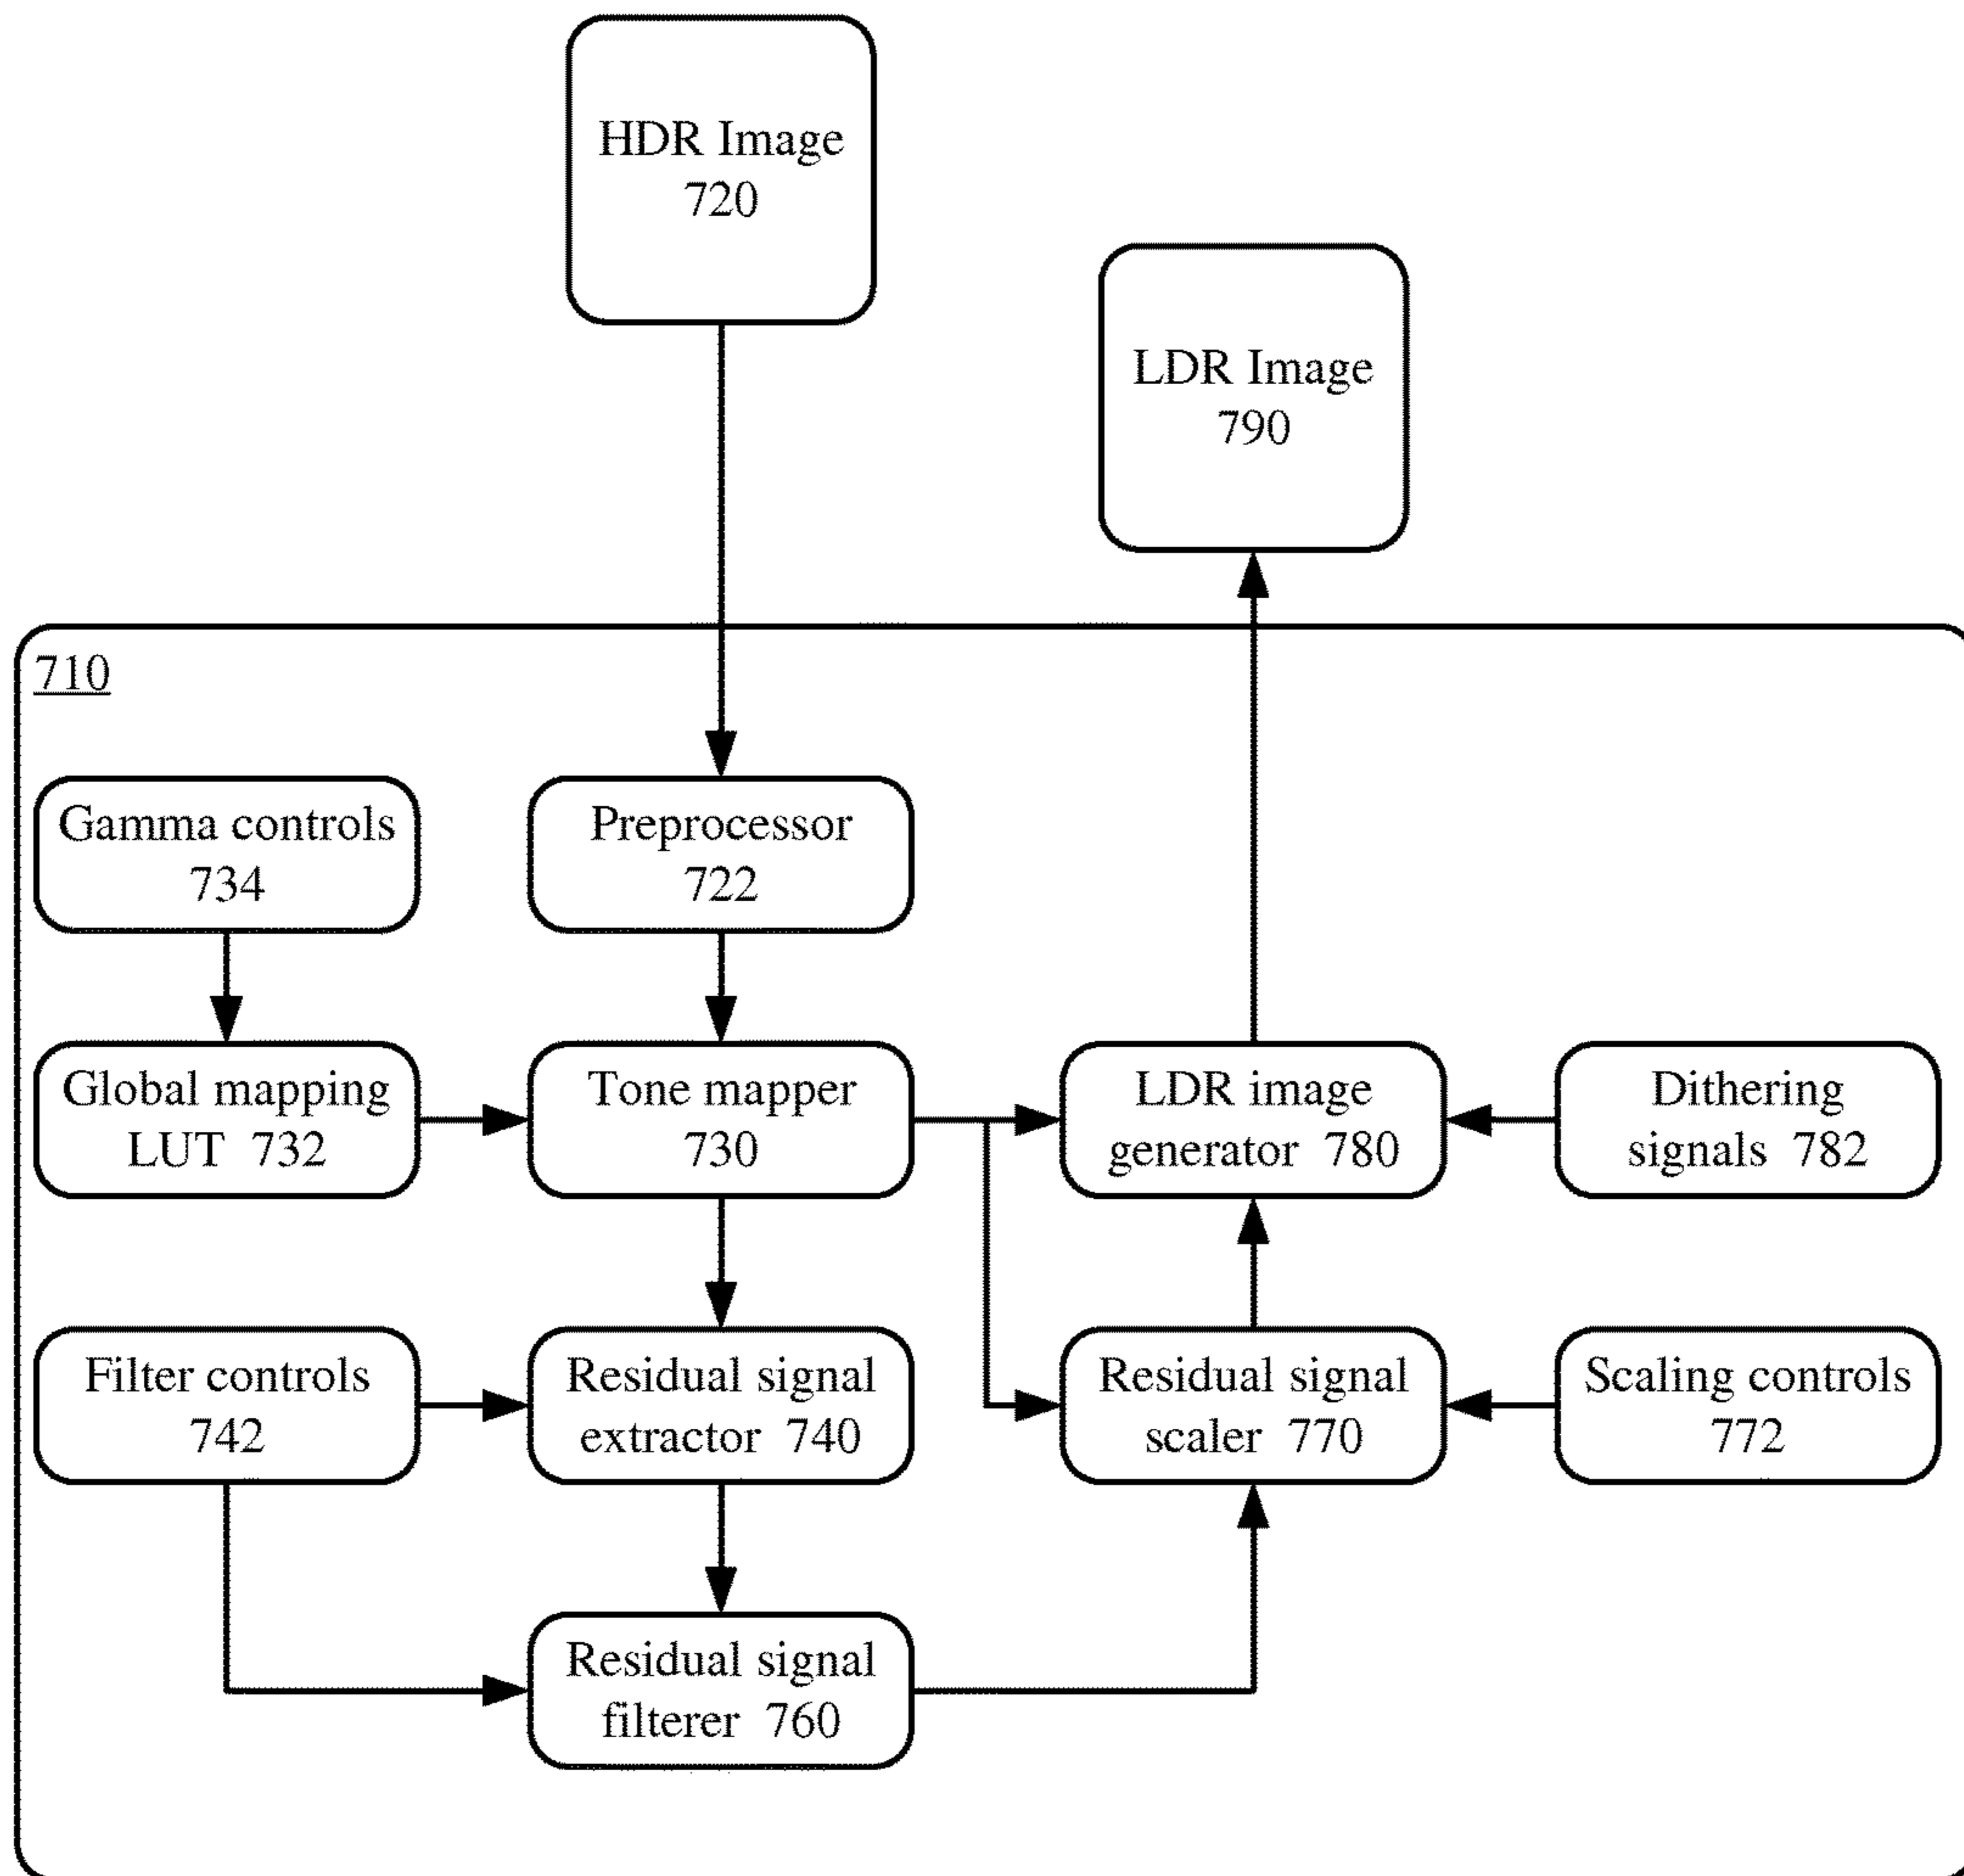 HDR Image
720
LDR Image
790
710
Gamma controls
734
Preprocessor
722
Global mapping
LUT 732
Tone mapper
730
LDR image
generator 780
Dithering
signals 782
Filter controls
742
Residual signal
extractor 740
Residual signal
scaler 770
Scaling controls
772
Residual signal
filterer 760